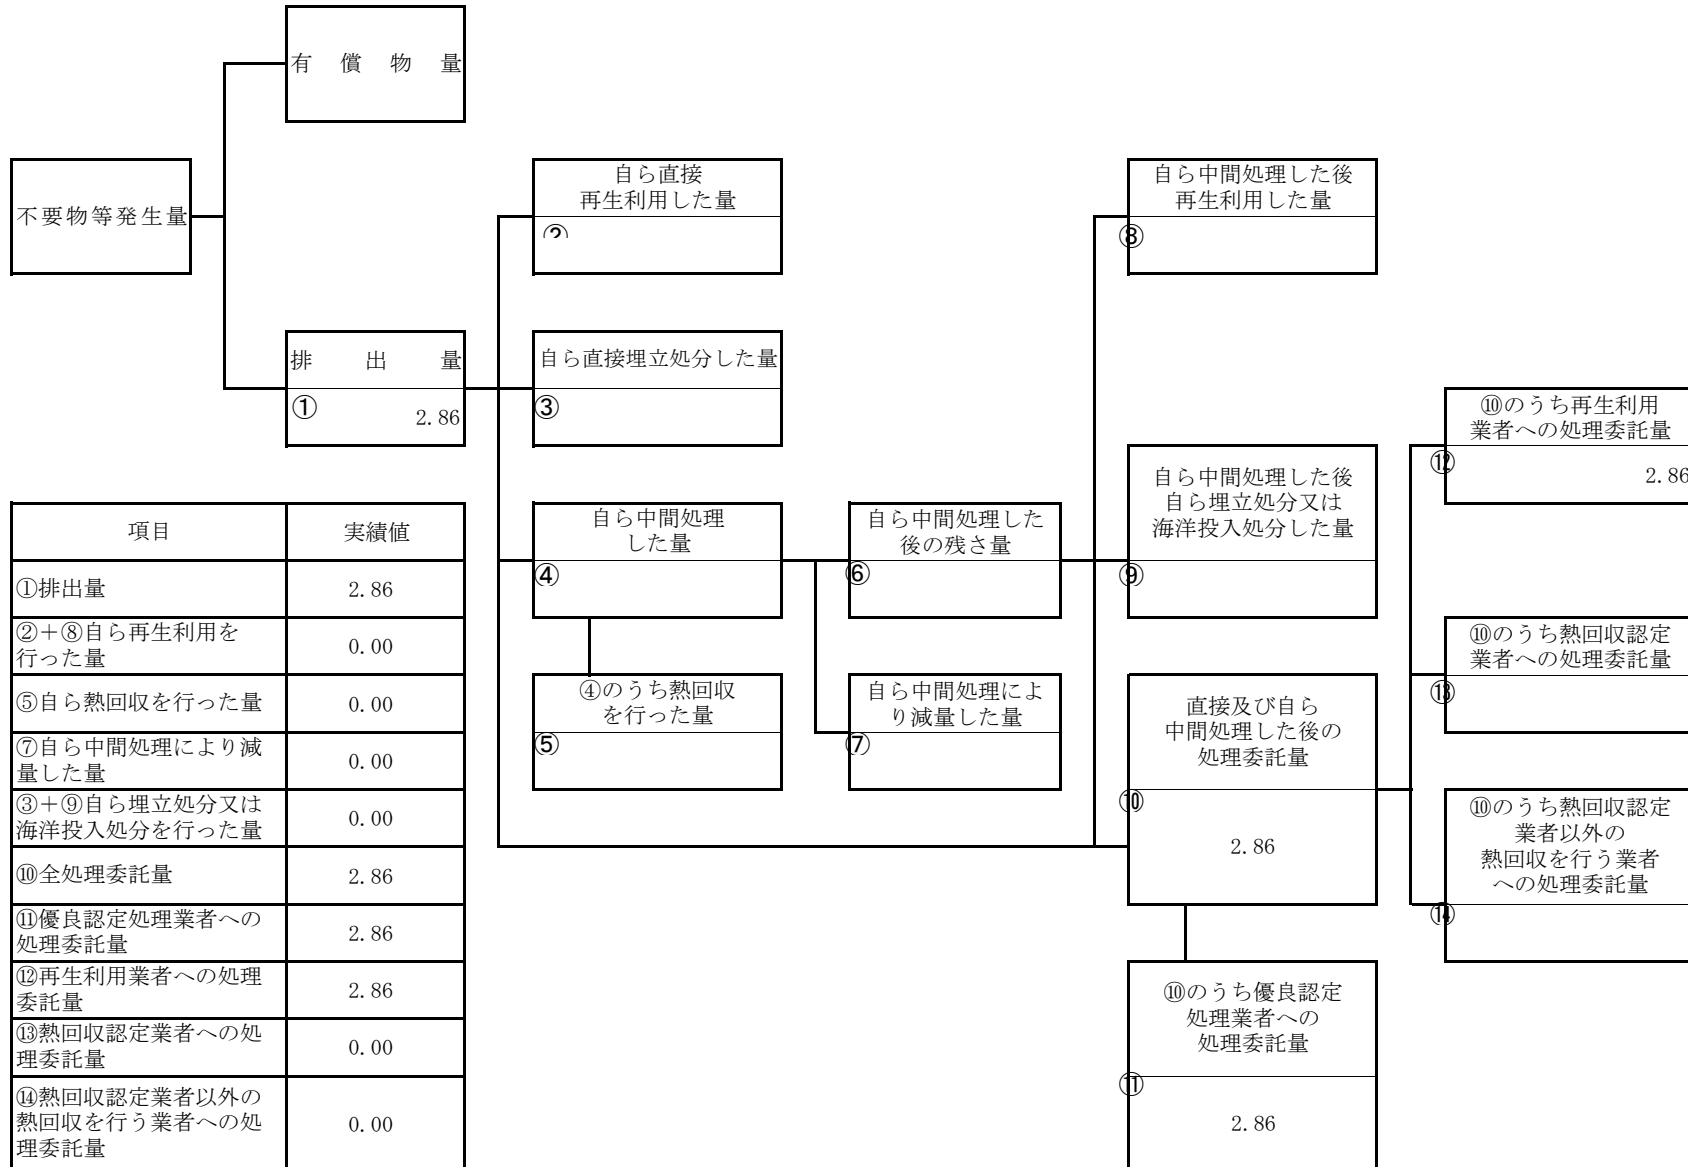 有償物量
不要物等発生量
排出量
①
2.86
自ら直接
再生利用した量
②
自ら直接埋立処分した量
③
自ら中間処理
した量
④
④のうち熱回収
を行った量
⑤
自ら中間処理した
後の残さ量
⑥
自ら中間処理によ
り減量した量
⑦
自ら中間処理した後
再生利用した量
⑧
自ら中間処理した後
自ら埋立処分又は
海洋投入処分した量
⑨
直接及び自ら
中間処理した後の
処理委託量
⑩
2.86
⑩のうち優良認定
処理業者への
処理委託量
⑪
2.86
⑩のうち再生利用
業者への処理委託量
⑫
2.86
⑩のうち熱回収認定
業者への処理委託量
⑬
⑩のうち熱回収認定
業者以外の
熱回収を行う業者
への処理委託量
⑭
項目 実績値
①排出量 2.86
②＋⑧自ら再生利用を
行った量 0.00
⑤自ら熱回収を行った量 0.00
⑦自ら中間処理により減
量した量 0.00
③＋⑨自ら埋立処分又は
海洋投入処分を行った量 0.00
⑩全処理委託量 2.86
⑪優良認定処理業者への
処理委託量 2.86
⑫再生利用業者への処理
委託量 2.86
⑬熱回収認定業者への処
理委託量 0.00
⑭熱回収認定業者以外の
熱回収を行う業者への処
理委託量 0.00